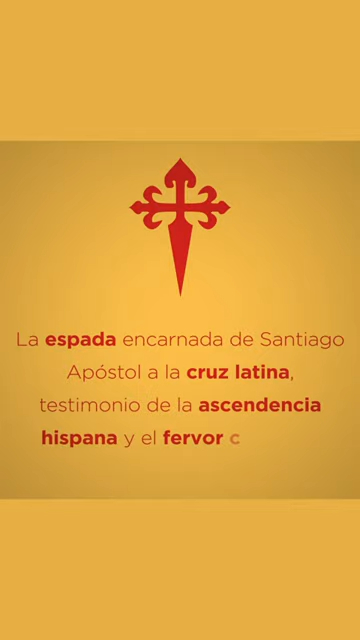 La espada encarnada de Santiago
Apóstol a la cruz latina,
testimonio de la ascendencia
hispana y el fervor c